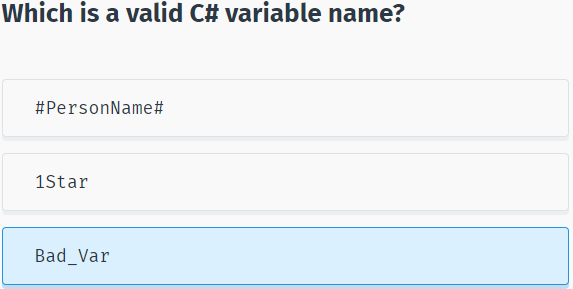 Which is a valid C# variable name?
#PersonName#
1Star
Bad_Var